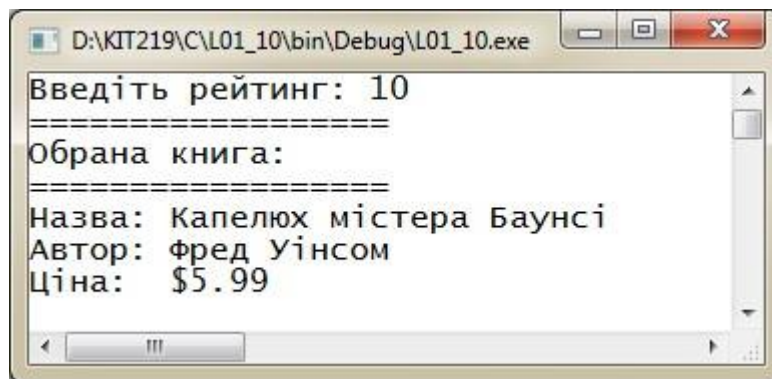 D:\KIT219\C\L01_10\bin\Debug\L01_10.exe
Введіть рейтинг: 10
==================
Обрана книга:
==================
Назва: Капелюх містера Баунсі
Автор: Фред Уінсом
Ціна: $5.99